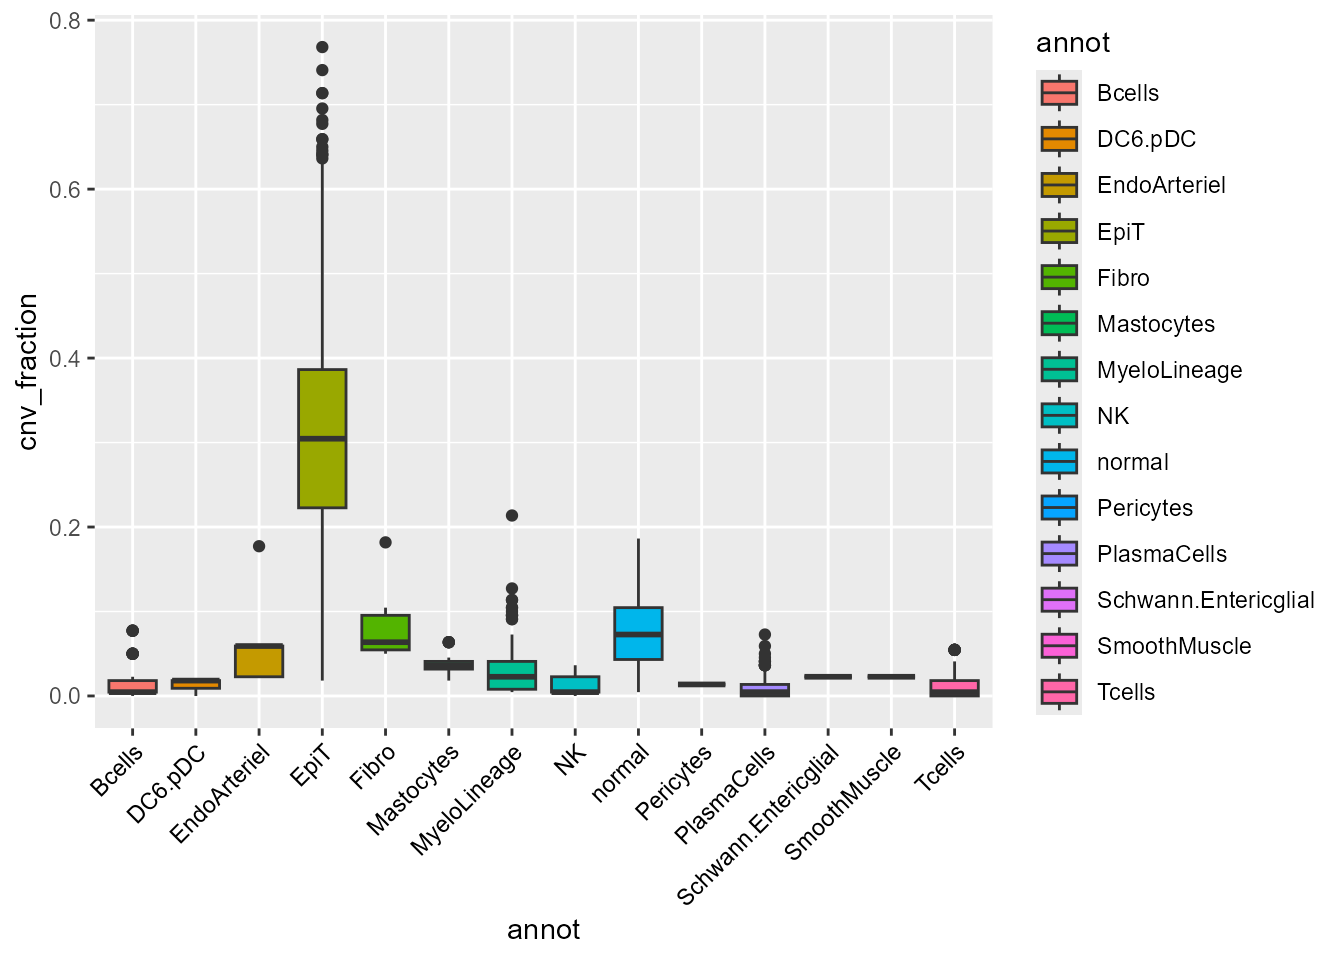 0.8
0.6
0.4
0.2
0.0
cnv_fraction
Bcells
DC6.pDC
EndoArteriel
EpiT
Fibro
Mastocytes
MyeloLineage
NK
normal
Pericytes
PlasmaCells
Schwann.Entericglial
SmoothMuscle
Tcells
annot
annot
Bcells
DC6.pDC
EndoArteriel
EpiT
Fibro
Mastocytes
MyeloLineage
NK
normal
Pericytes
PlasmaCells
Schwann.Entericglial
SmoothMuscle
Tcells